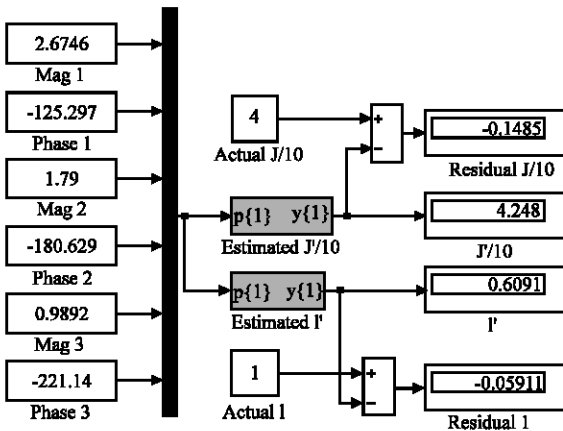 2.6746
Mag 1
-125.297
Phase 1
1.79
Mag 2
-180.629
Phase 2
0.9892
Mag 3
-221.14
Phase 3
4
Actual J/10
+
−
-0.1485
Residual J/10
p{1} y{1}
Estimated J'/10
4.248
J'/10
p{1} y{1}
Estimated l'
0.6091
l'
1
Actual l
+
−
-0.05911
Residual 1